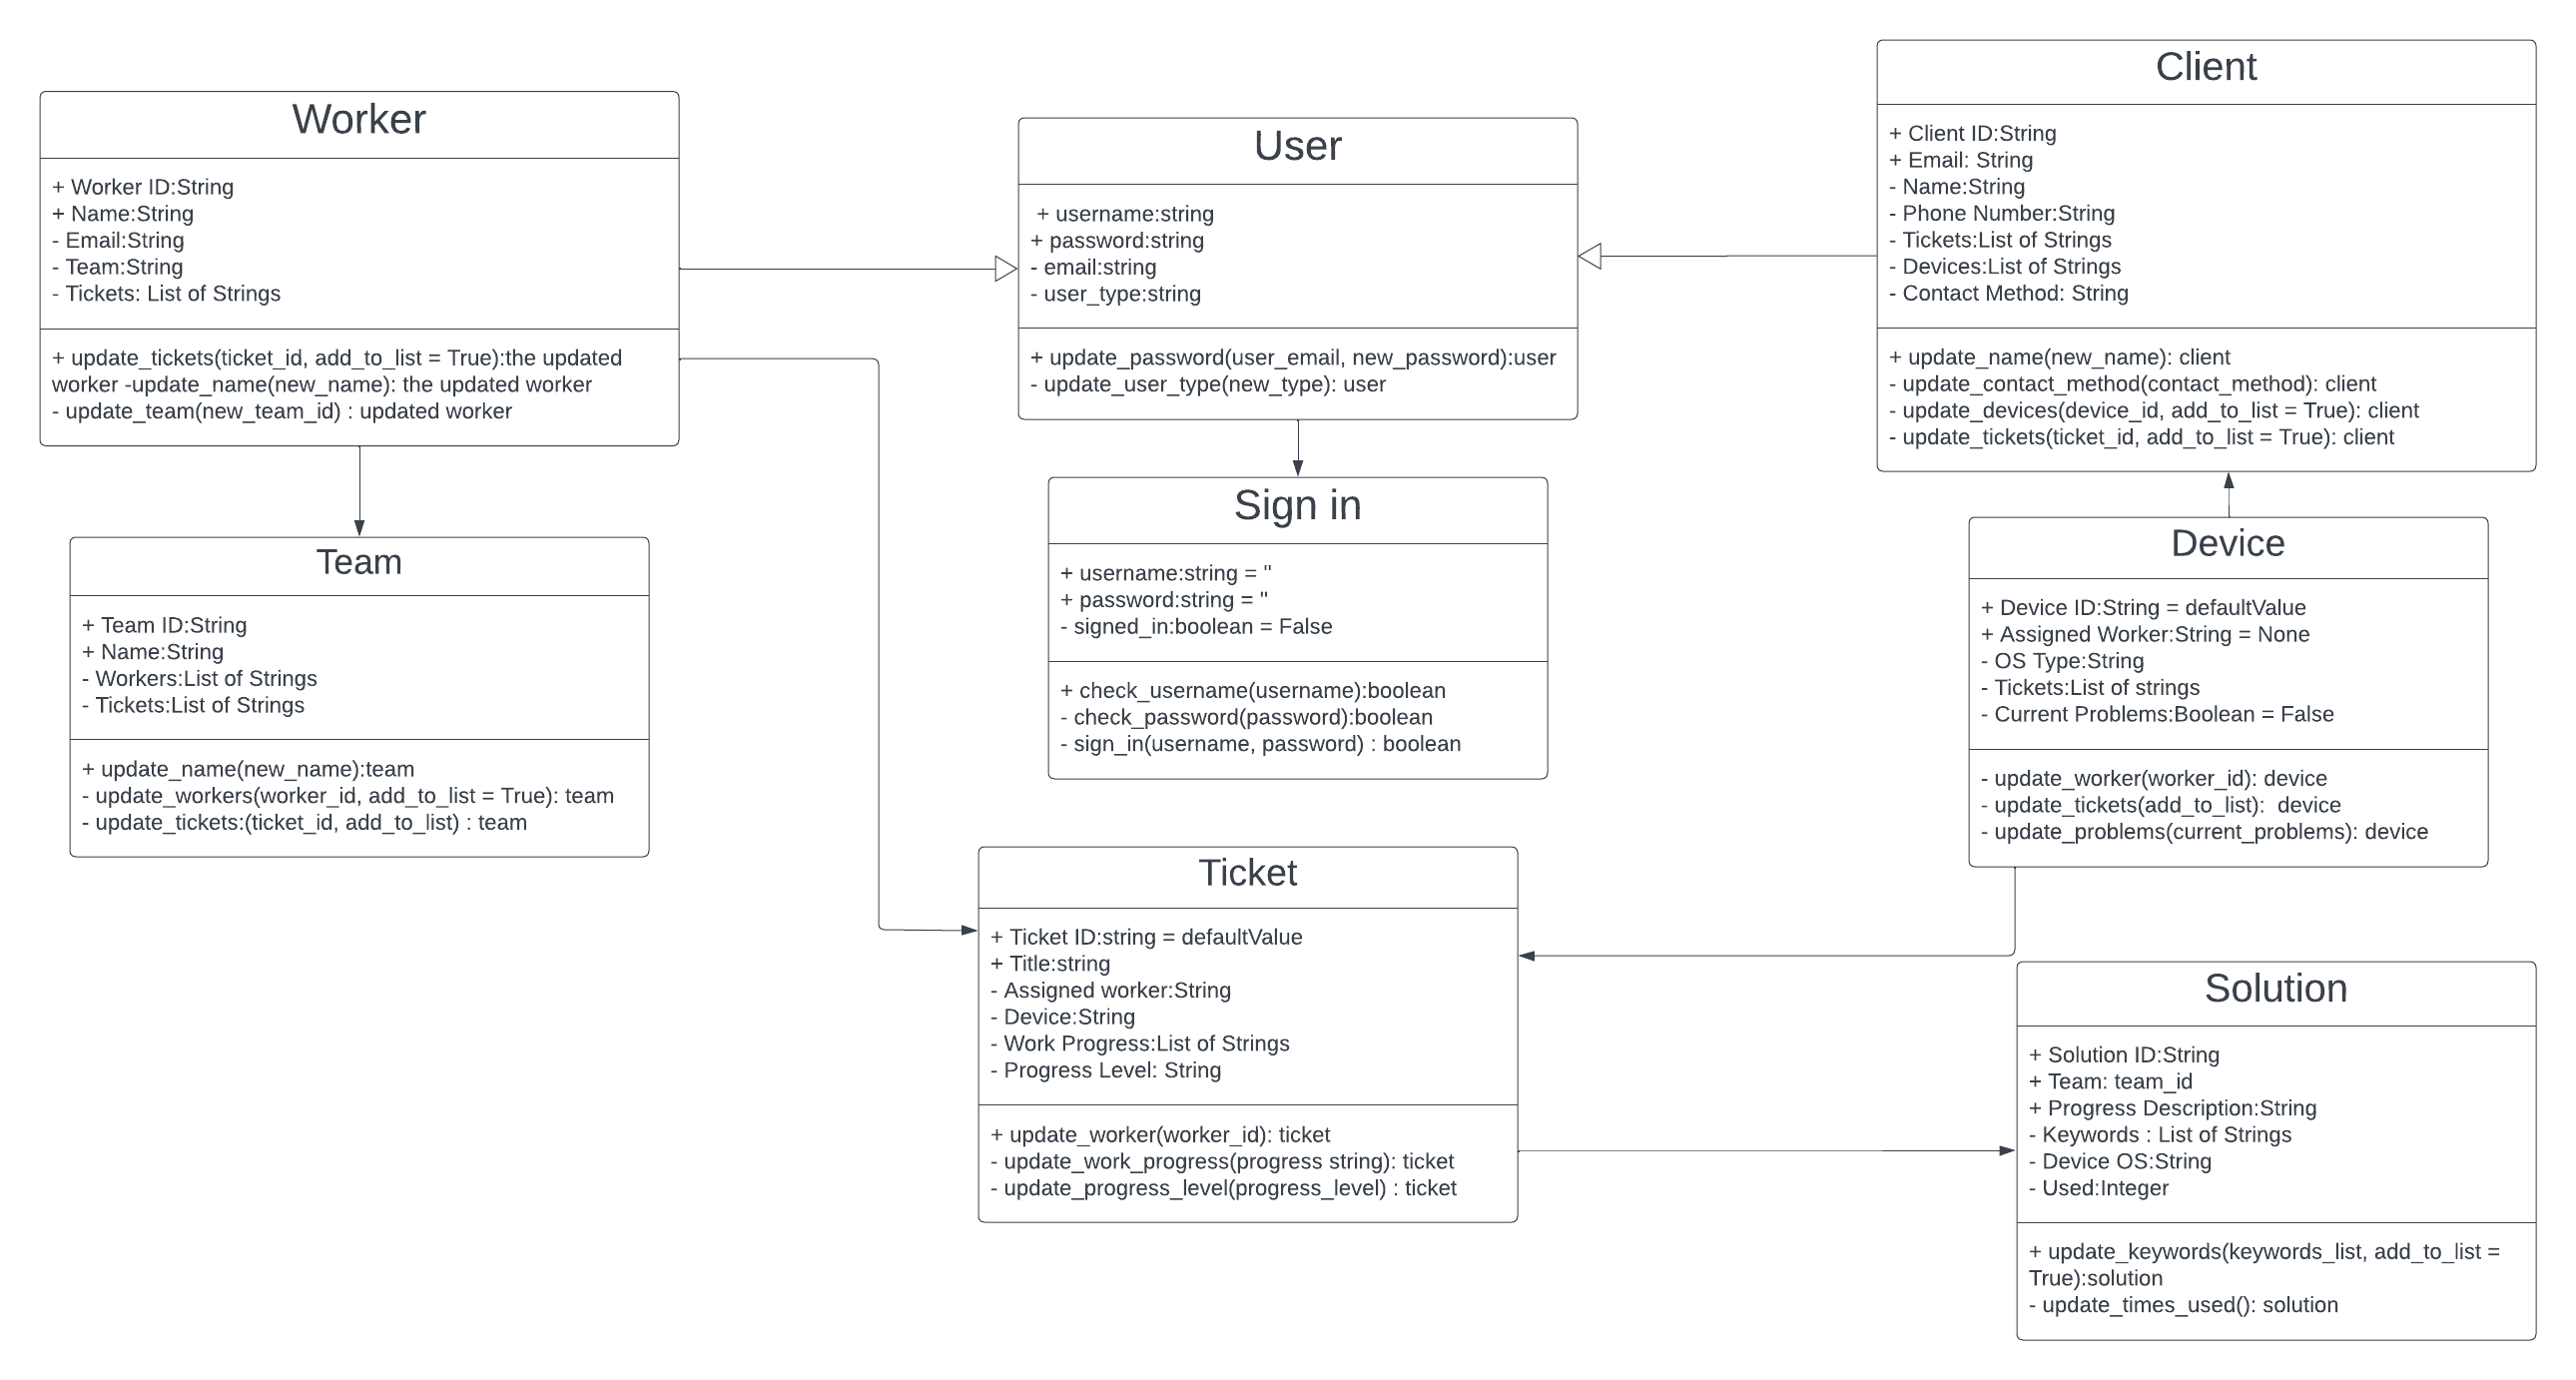 Worker
+ Worker ID:String
+ Name:String
- Email:String
- Team:String
- Tickets: List of Strings
+ update_tickets(ticket_id, add_to_list = True):the updated
worker -update_name(new_name): the updated worker
- update_team(new_team_id) : updated worker
User
+ username:string
+ password:string
- email:string
- user_type:string
+ update_password(user_email, new_password):user
- update_user_type(new_type): user
Client
+ Client ID:String
+ Email: String
- Name:String
- Phone Number:String
- Tickets:List of Strings
- Devices:List of Strings
- Contact Method: String
+ update_name(new_name): client
- update_contact_method(contact_method): client
- update_devices(device_id, add_to_list = True): client
- update_tickets(ticket_id, add_to_list = True): client
Team
+ Team ID:String
+ Name:String
- Workers:List of Strings
- Tickets:List of Strings
+ update_name(new_name):team
- update_workers(worker_id, add_to_list = True): team
- update_tickets:(ticket_id, add_to_list) : team
Sign in
+ username:string = ''
+ password:string = ''
- signed_in:boolean = False
+ check_username(username):boolean
- check_password(password):boolean
- sign_in(username, password) : boolean
Device
+ Device ID:String = defaultValue
+ Assigned Worker:String = None
- OS Type:String
- Tickets:List of strings
- Current Problems:Boolean = False
- update_worker(worker_id): device
- update_tickets(add_to_list):  device
- update_problems(current_problems): device
Ticket
+ Ticket ID:string = defaultValue
+ Title:string
- Assigned worker:String
- Device:String
- Work Progress:List of Strings
- Progress Level: String
+ update_worker(worker_id): ticket
- update_work_progress(progress string): ticket
- update_progress_level(progress_level) : ticket
Solution
+ Solution ID:String
+ Team: team_id
+ Progress Description:String
- Keywords : List of Strings
- Device OS:String
- Used:Integer
+ update_keywords(keywords_list, add_to_list =
True):solution
- update_times_used(): solution